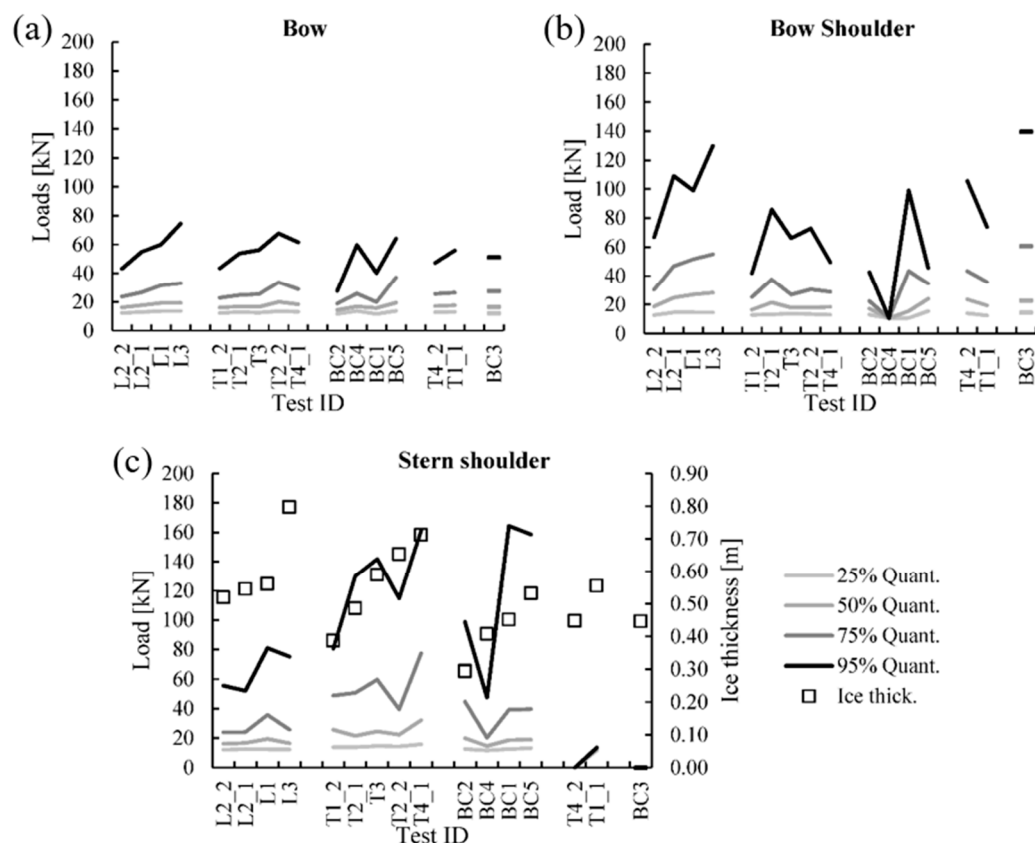 (a)
Bow
Loads [kN]
200
180
160
140
120
100
80
60
40
20
0
L2_2
L2_1
L1
L3
T1_2
T2_1
T3
T2_2
T4_1
BC2
BC4
BC1
BC5
T4_2
T1_1
BC3
Test ID
(b)
Bow Shoulder
Load [kN]
200
180
160
140
120
100
80
60
40
20
0
L2_2
L2_1
L1
L3
T1_2
T2_1
T3
T2_2
T4_1
BC2
BC4
BC1
BC5
T4_2
T1_1
BC3
Test ID
(c)
Stern shoulder
Load [kN]
200
180
160
140
120
100
80
60
40
20
0
L2_2
L2_1
L1
L3
T1_2
T2_1
T3
T2_2
T4_1
BC2
BC4
BC1
BC5
T4_2
T1_1
BC3
Test ID
0.90
0.80
0.70
0.60
0.50
0.40
0.30
0.20
0.10
0.00
Ice thickness [m]
25% Quant.
50% Quant.
75% Quant.
95% Quant.
Ice thick.